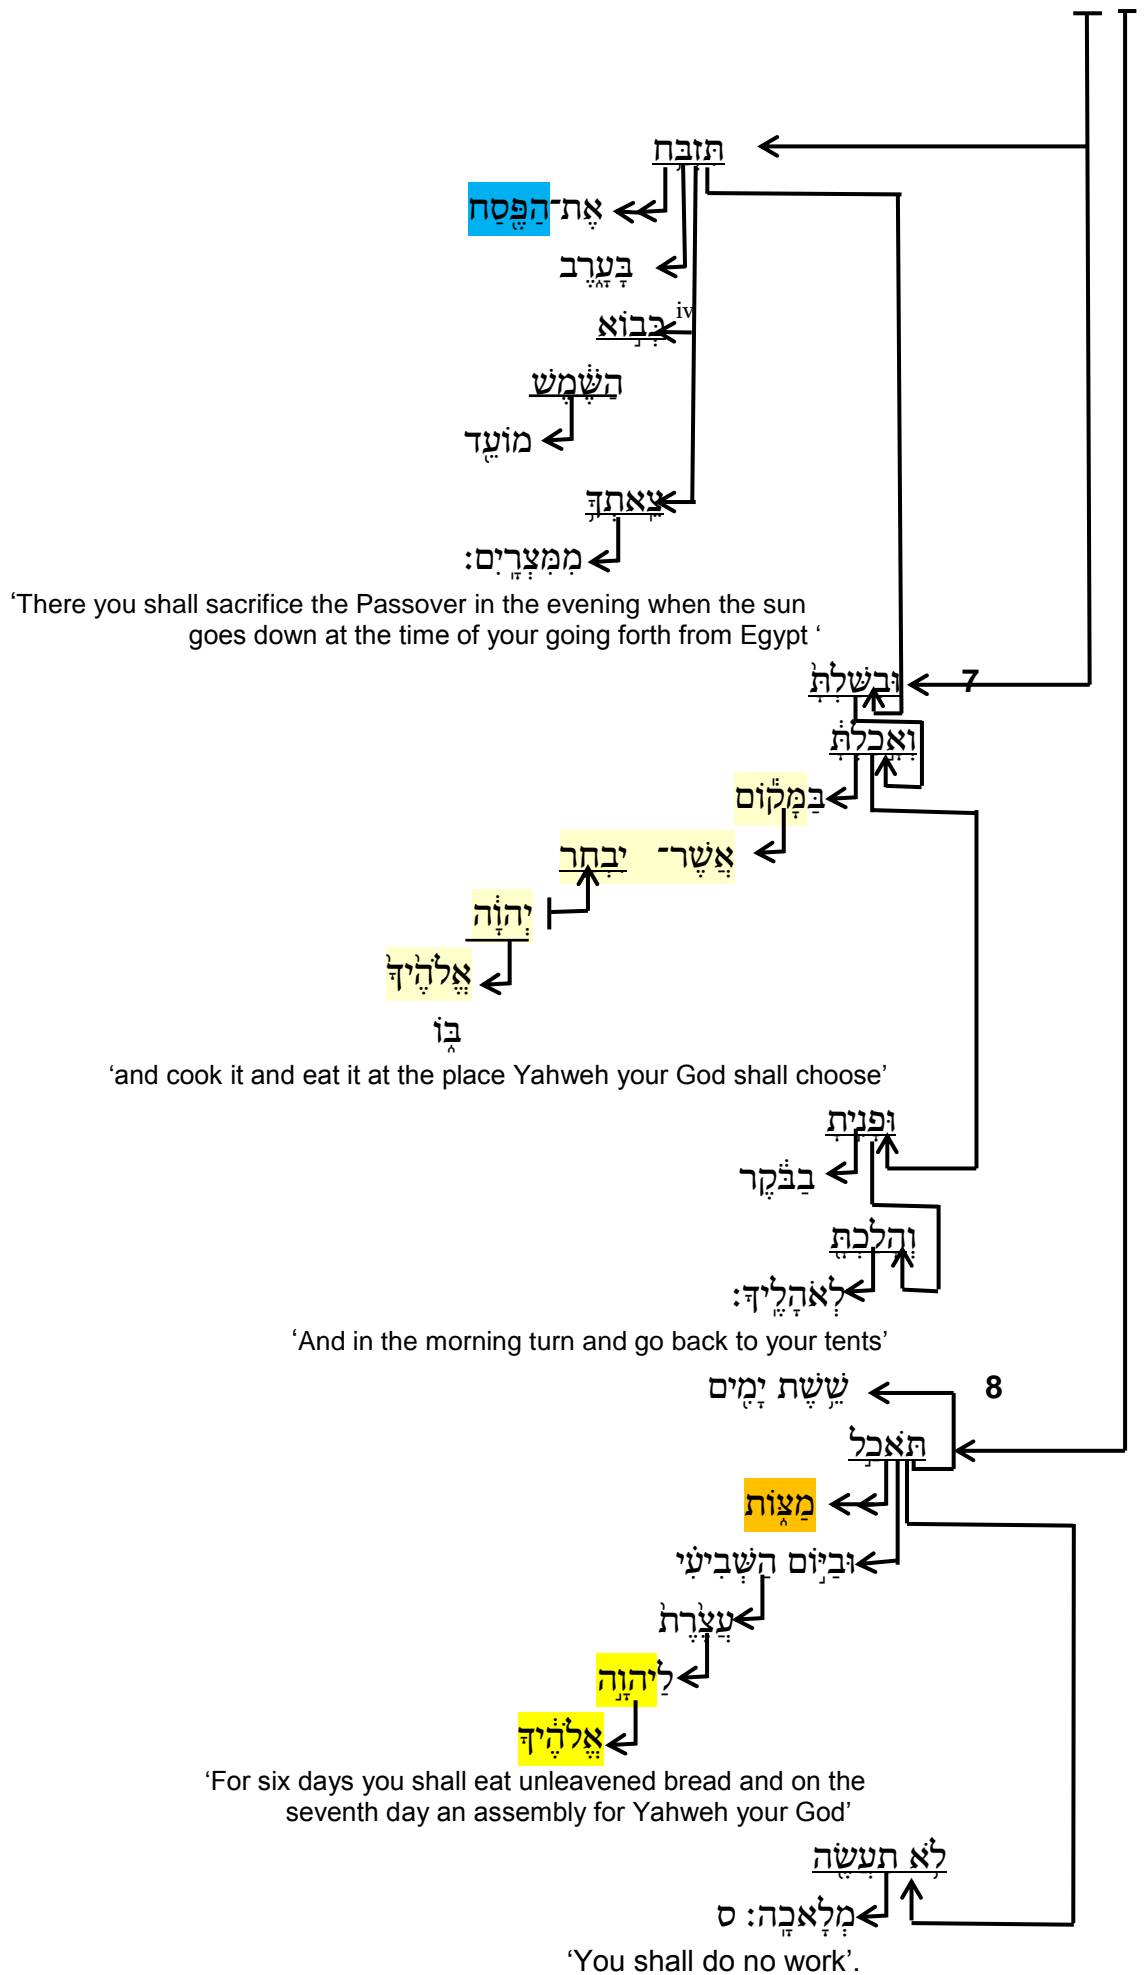 תִּזְבַּ֥ח
אֶת־הַפֶּ֖סַח
בָּעָ֑רֶב
iv
כְּב֣וֹא
הַשֶּׁ֔מֶשׁ
מוֹעֵ֖ד
צֵֽאתְךָ֥
מִמִּצְרָֽיִם׃
‘There you shall sacrifice the Passover in the evening when the sun
goes down at the time of your going forth from Egypt ‘
וּבִשַּׁלְתָּ֙ 7
וְאָ֣כַלְתָּ֔
בַּמָּק֕וֹם
אֲשֶׁר־ יִבְחַ֛ר
יְהוָ֥ה
אֱלֹהֶ֙יךָ֙
בּ֑וֹ
‘and cook it and eat it at the place Yahweh your God shall choose’
וּפָנִ֣יתָ
בַבֹּ֔קֶר
וְהָלַכְתָּ֖
לְאֹהָלֶֽיךָ׃
‘And in the morning turn and go back to your tents’
שֵׁ֥שֶׁת יָמִ֖ים 8
תֹּאכַ֣ל
מַצּ֑וֹת
וּבַיּ֣וֹם הַשְּׁבִיעִ֗י
עֲצֶ֙רֶת֙
לַיהוָ֣ה
אֱלֹהֶ֔יךָ
‘For six days you shall eat unleavened bread and on the
seventh day an assembly for Yahweh your God’
לֹ֥א תַעֲשֶׂ֖ה
מְלָאכָֽה׃ ס
‘You shall do no work’.